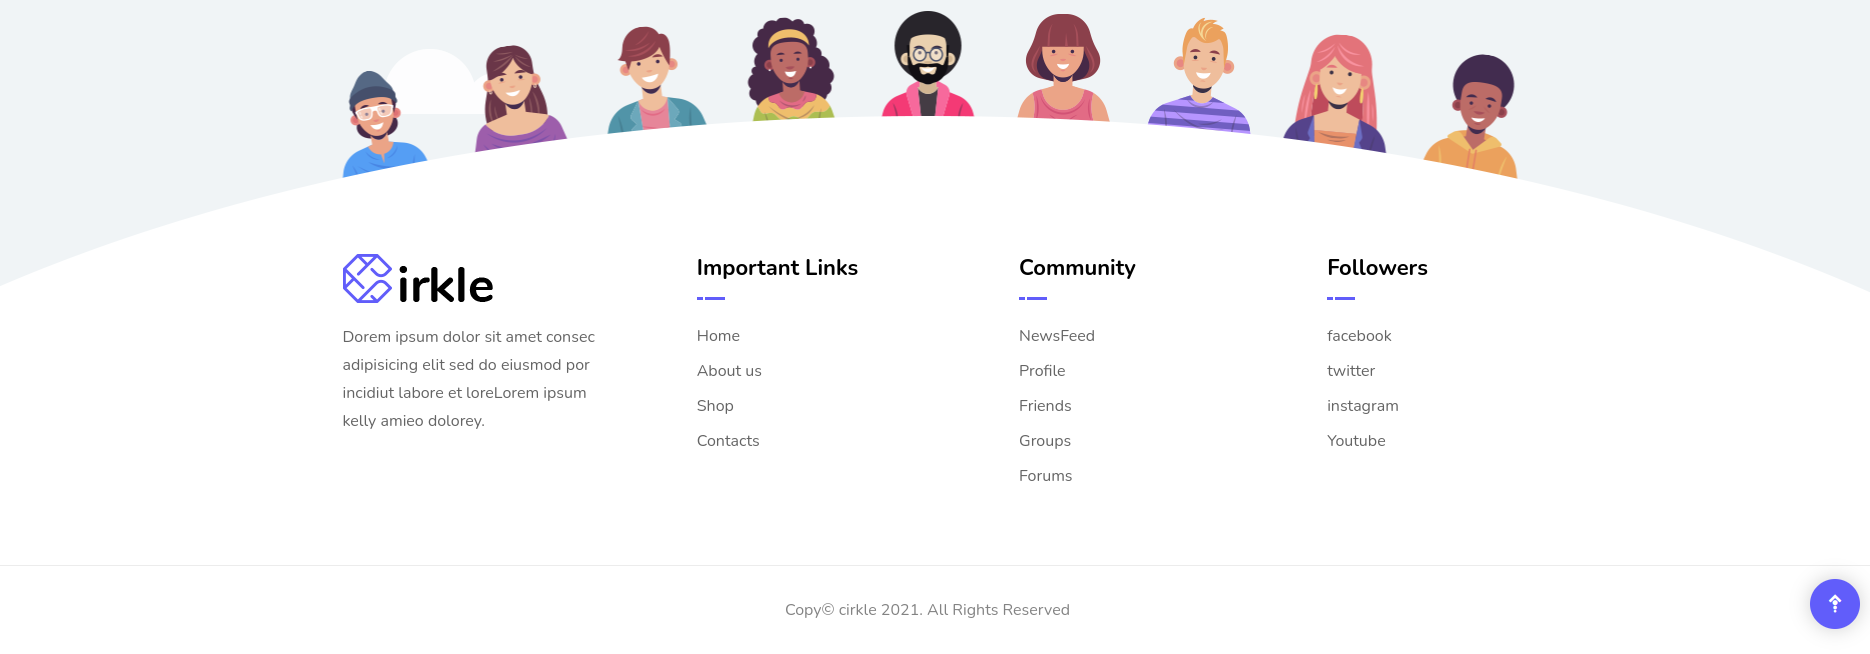 irkle
Dorem ipsum dolor sit amet consec
adipisicing elit sed do eiusmod por
incidiut labore et loreLorem ipsum
kelly amieo dolorey.
Important Links
Home
About us
Shop
Contacts
Community
NewsFeed
Profile
Friends
Groups
Forums
Followers
facebook
twitter
instagram
Youtube
Copy© cirkle 2021. All Rights Reserved